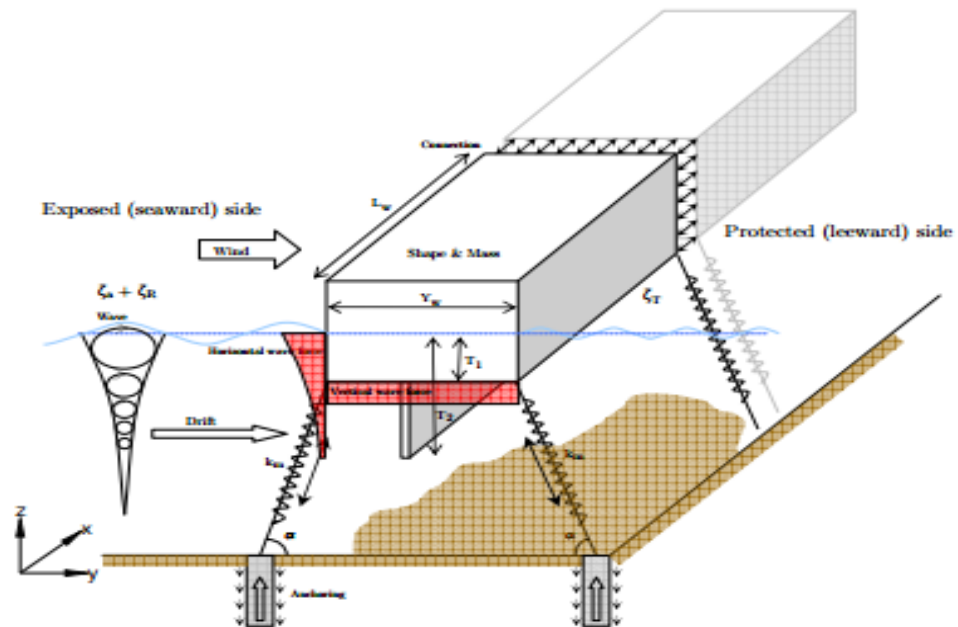 Connection
L_w
Exposed (seaward) side
Wind
Shape & Mass
Protected (leeward) side
Y_w
ζ_a + ζ_R
Wave
ζ_T
Horizontal wave force
T_1
Vertical wave force
T_2
Drift
k_m
k_m
z
x
y
α
α
Anchoring